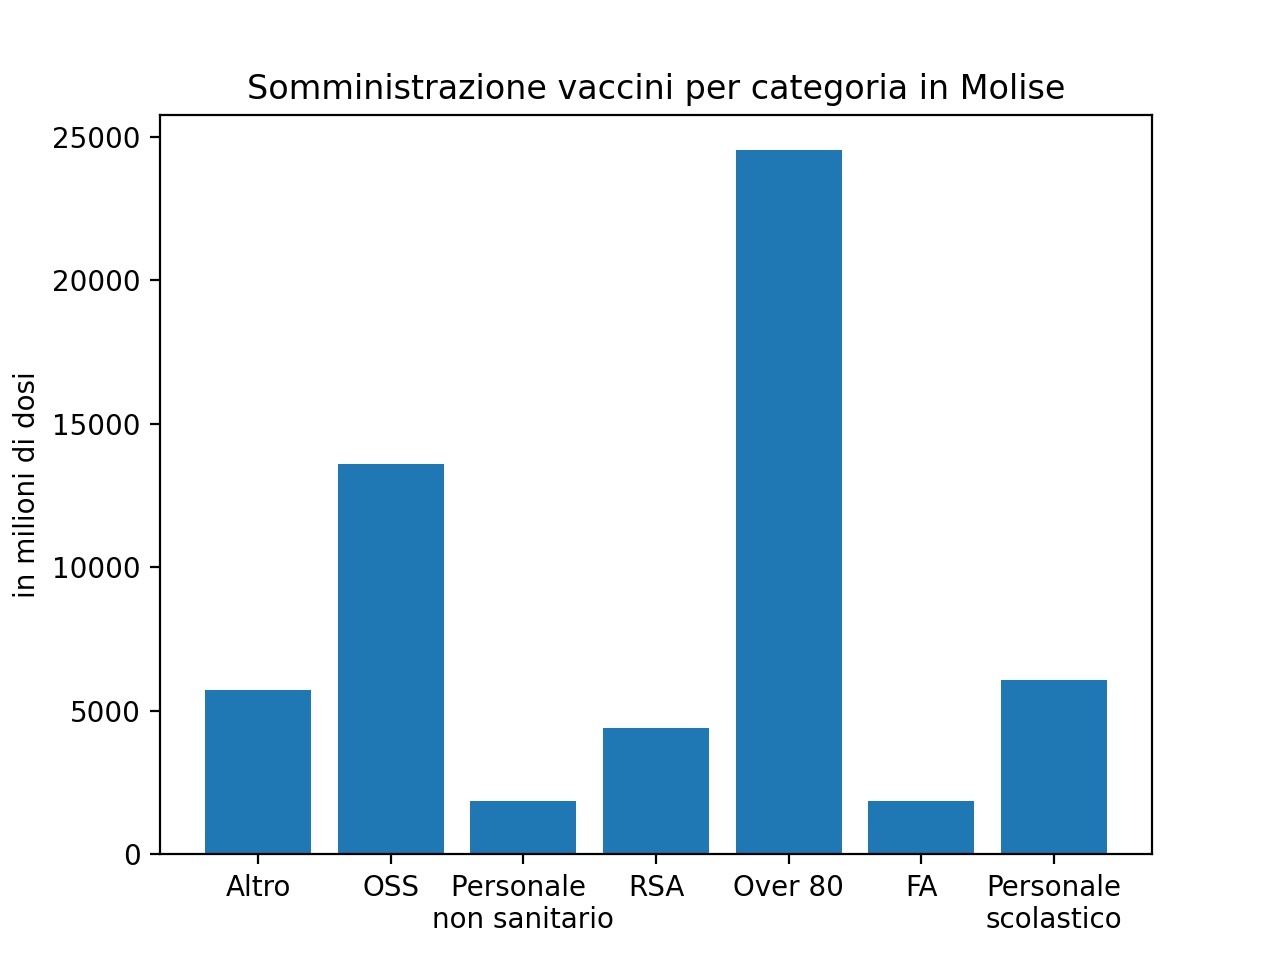 Somministrazione vaccini per categoria in Molise
in milioni di dosi
25000
20000
15000
10000
5000
0
Altro
OSS
Personale
non sanitario
RSA
Over 80
FA
Personale
scolastico